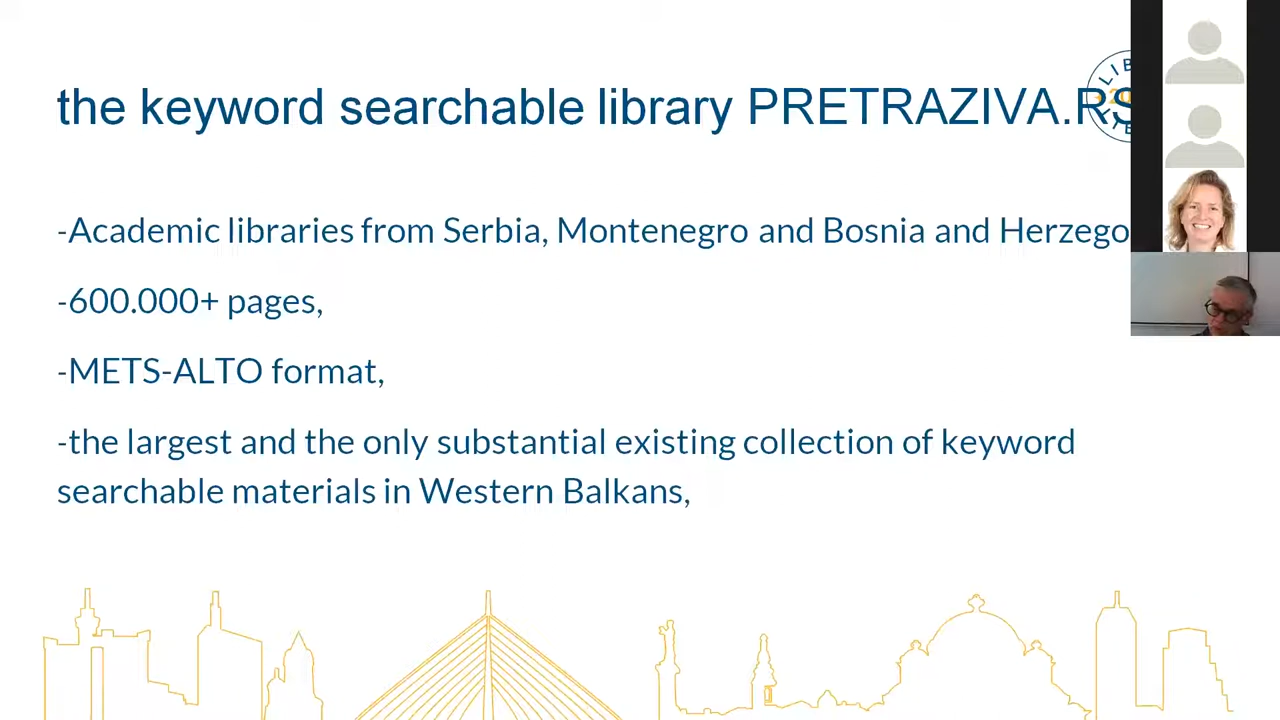 the keyword searchable library PRETRAZIVA.RS
-Academic libraries from Serbia, Montenegro and Bosnia and Herzego
-600.000+ pages,
-METS-ALTO format,
-the largest and the only substantial existing collection of keyword
searchable materials in Western Balkans,